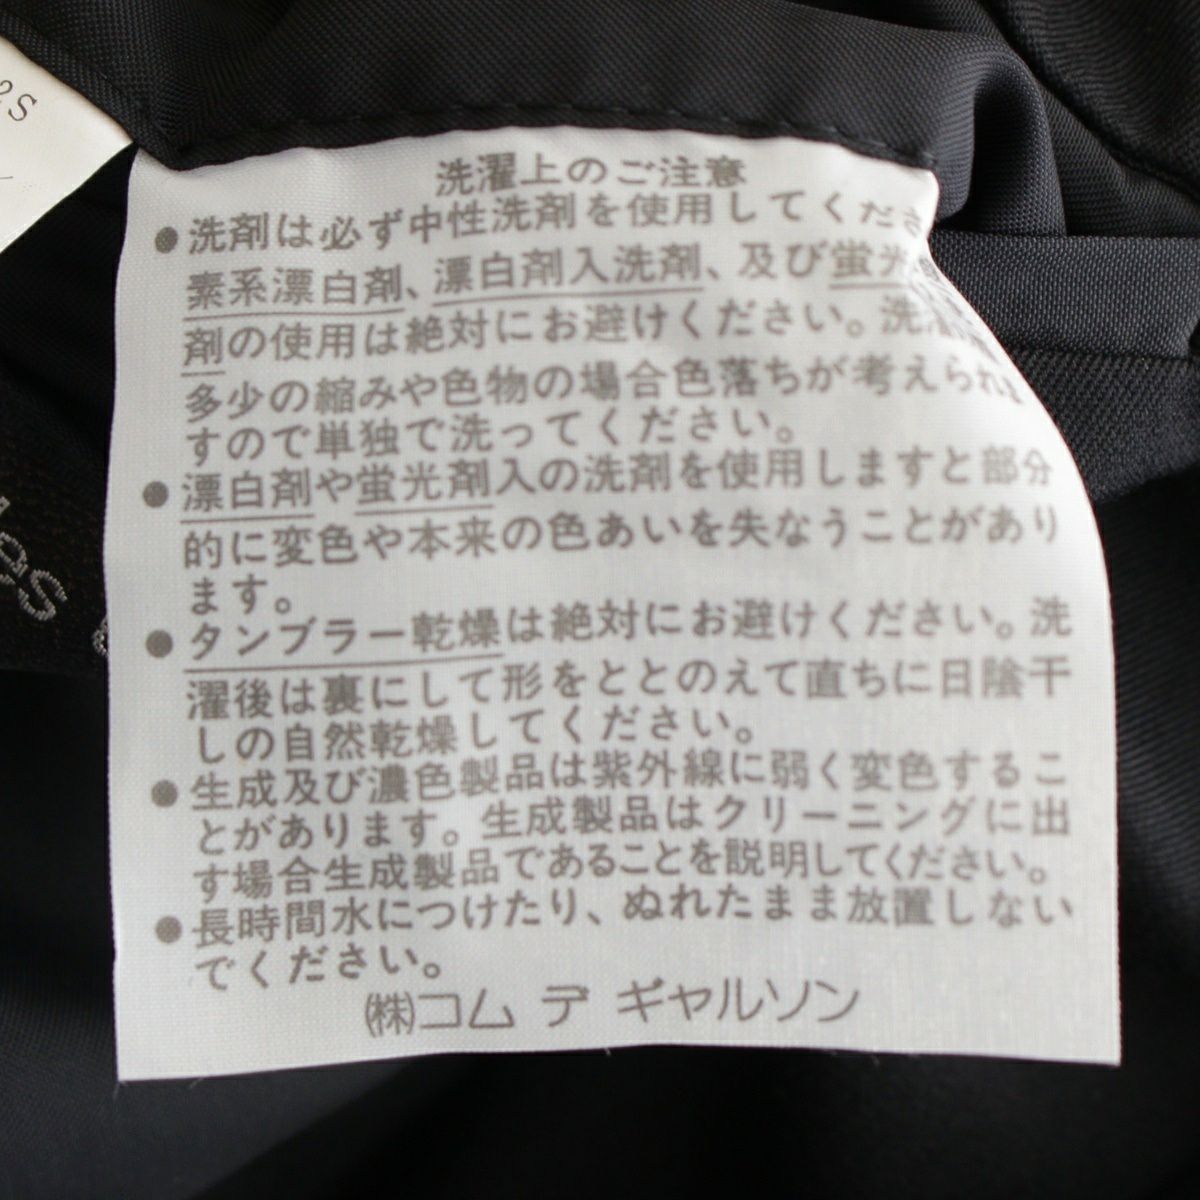 2S
les
洗濯上のご注意
●洗剤は必ず中性洗剤を使用してくださ
素系漂白剤、漂白剤入洗剤、及び蛍光
剤の使用は絶対にお避けください。洗濯
多少の縮みや色物の場合色落ちが考えられま
すので単独で洗ってください。
●漂白剤や蛍光剤入の洗剤を使用しますと部分
的に変色や本来の色あいを失なうことがあり
ます。
●タンブラー乾燥は絶対にお避けください。洗
濯後は裏にして形をととのえて直ちに日陰干
しの自然乾燥してください。
●生成及び濃色製品は紫外線に弱く変色するこ
とがあります。生成製品はクリーニングに出
す場合生成製品であることを説明してください。
●長時間水につけたり、ぬれたまま放置しない
でください。
㈱コム デ ギャルソン